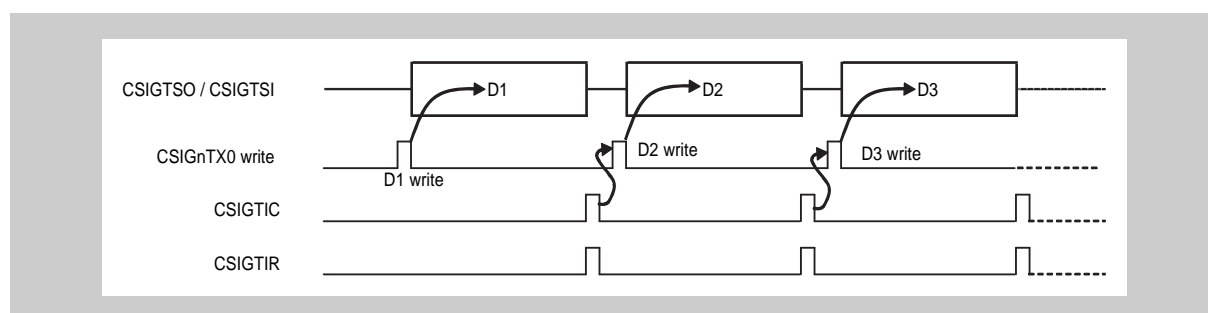 CSIGTSO / CSIGTSI D1 D2 D3
CSIGnTX0 write D1 write D2 write D3 write
CSIGTIC
CSIGTIR